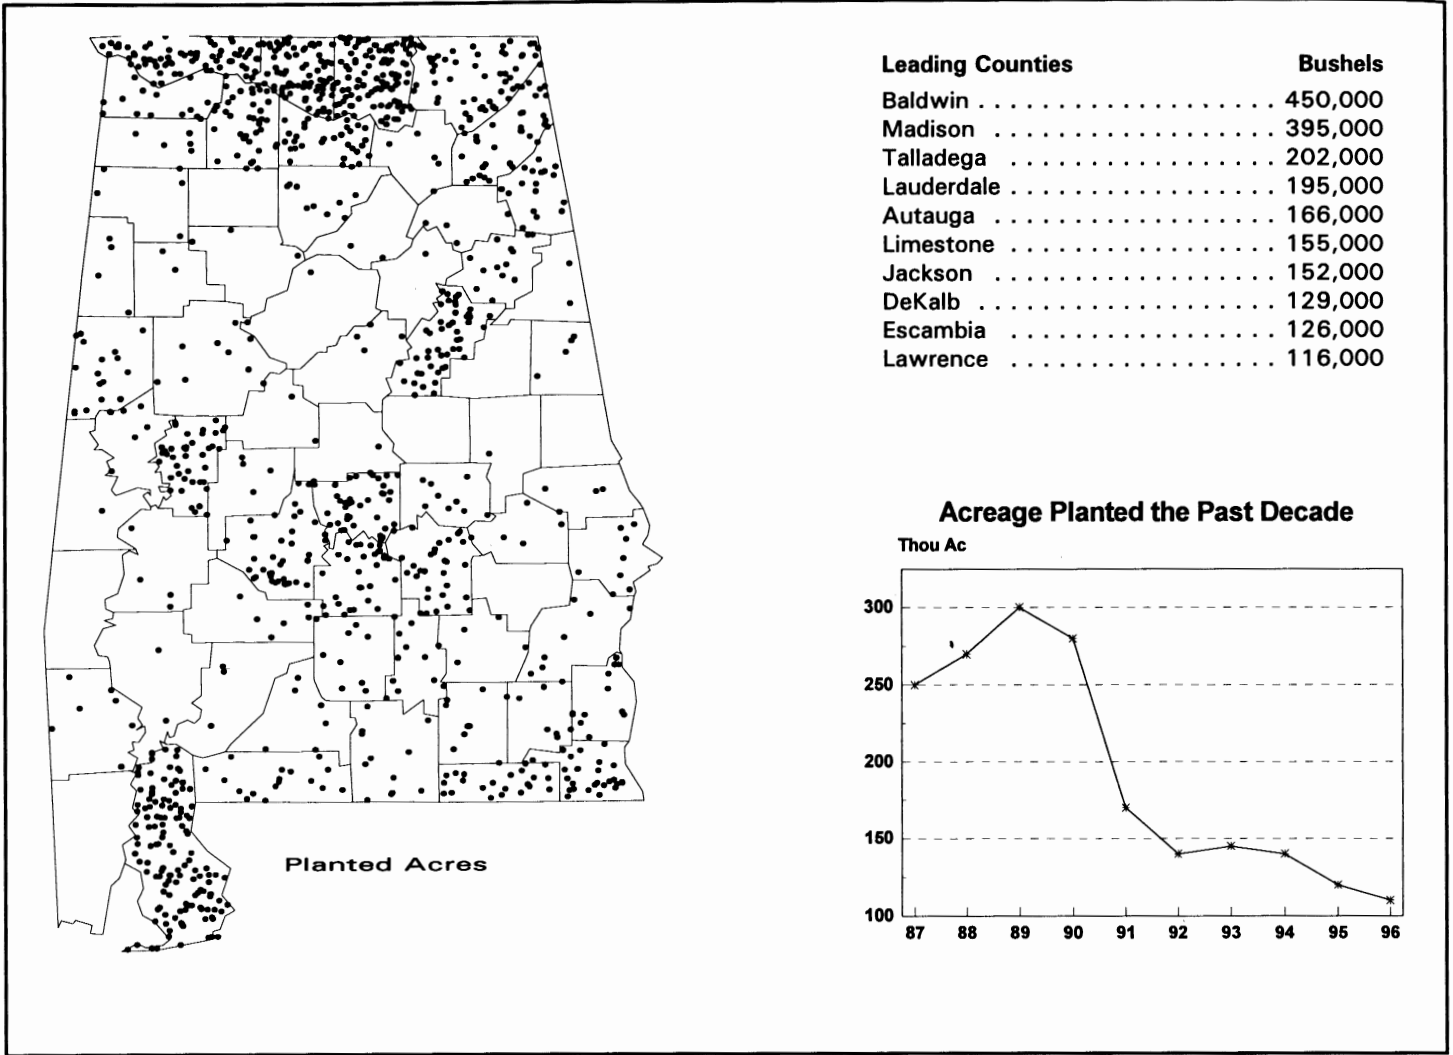 Leading Counties Bushels
Baldwin . . . . . . . . . . . . . . . . . . . 450,000
Madison . . . . . . . . . . . . . . . . . . 395,000
Talladega . . . . . . . . . . . . . . . . . 202,000
Lauderdale . . . . . . . . . . . . . . . . . 195,000
Autauga . . . . . . . . . . . . . . . . . . 166,000
Limestone . . . . . . . . . . . . . . . . . 155,000
Jackson . . . . . . . . . . . . . . . . . . 152,000
DeKalb . . . . . . . . . . . . . . . . . . . 129,000
Escambia . . . . . . . . . . . . . . . . . 126,000
Lawrence . . . . . . . . . . . . . . . . . 116,000
Planted Acres
Acreage Planted the Past Decade
Thou Ac
300
250
200
150
100
87 88 89 90 91 92 93 94 95 96